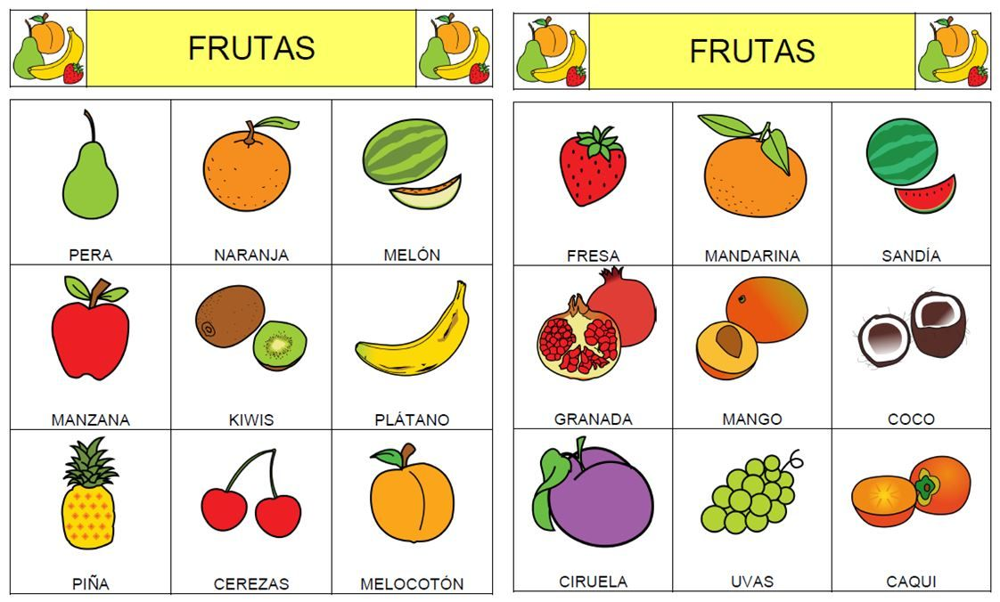 FRUTAS
PERA NARANJA MELÓN
MANZANA KIWIS PLÁTANO
PIÑA CEREZAS MELOCOTÓN
FRUTAS
FRESA MANDARINA SANDÍA
GRANADA MANGO COCO
CIRUELA UVAS CAQUI